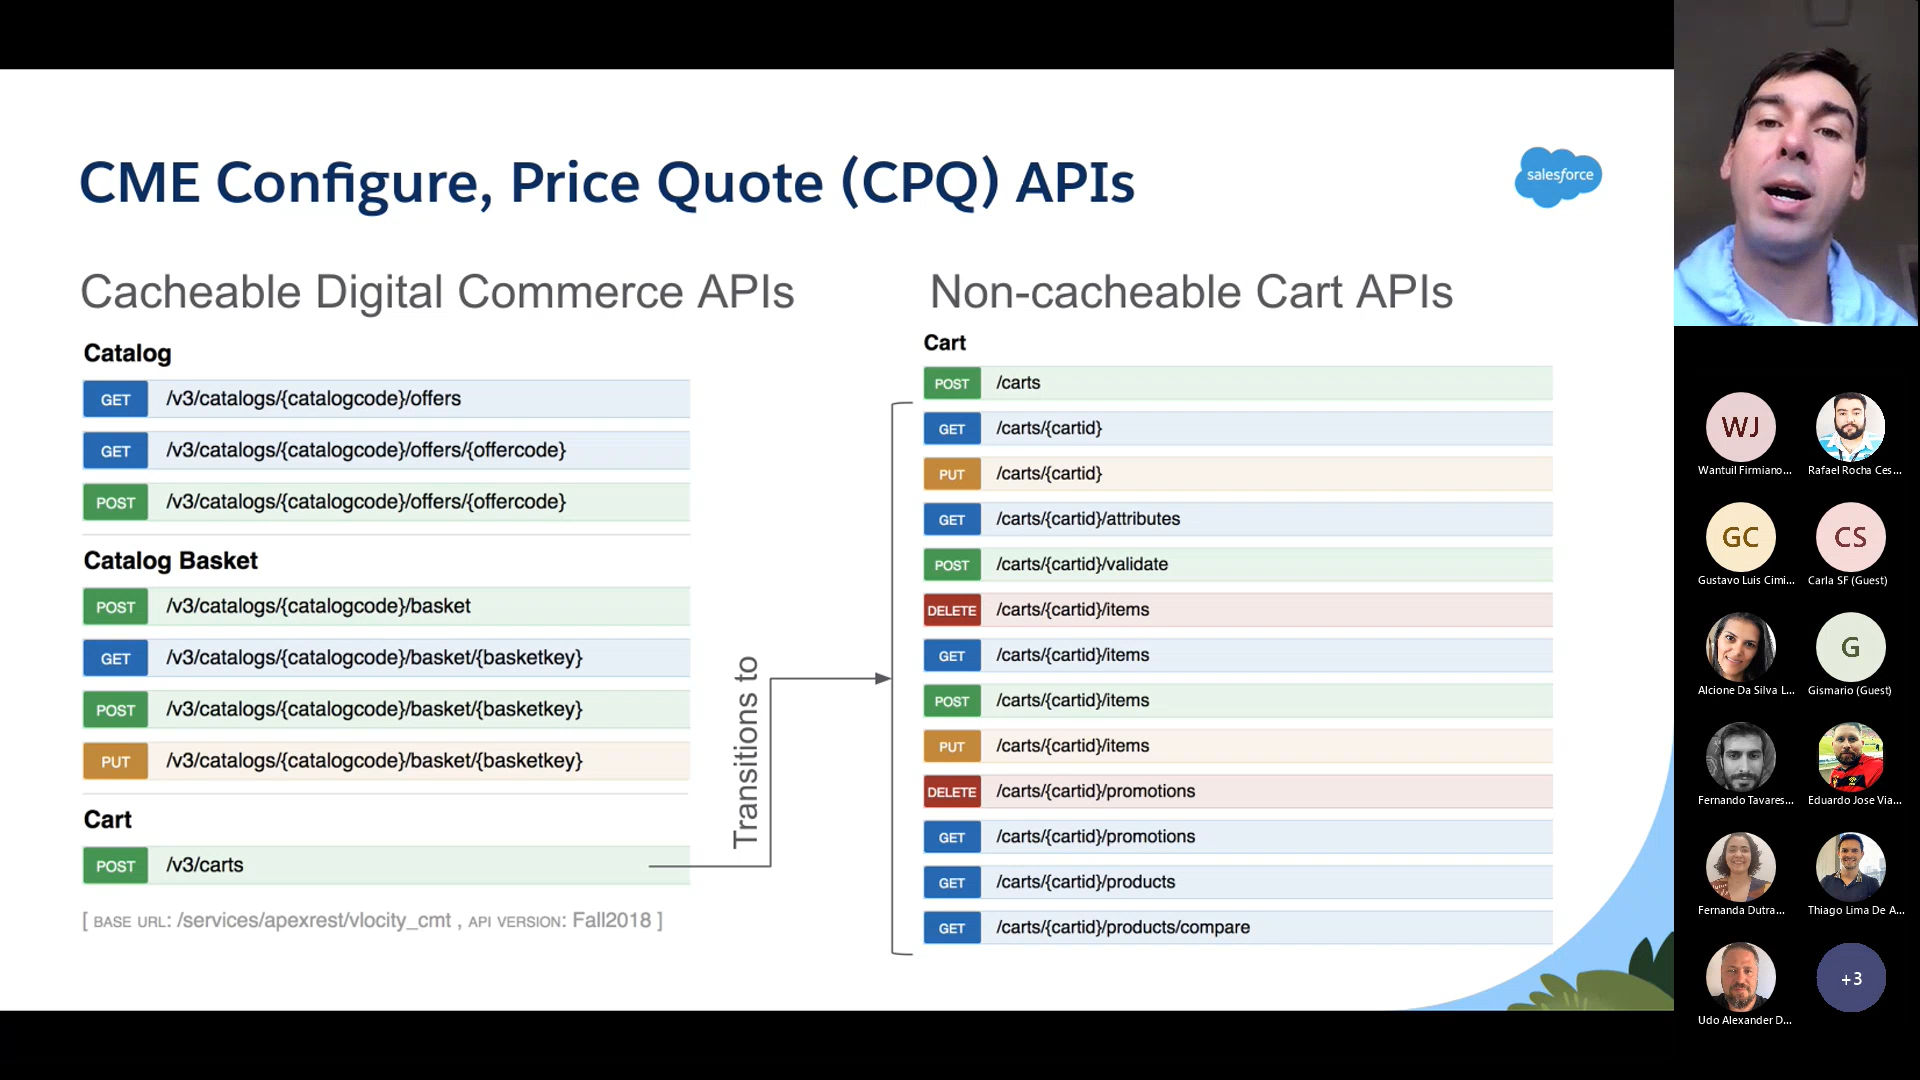 CME Configure, Price Quote (CPQ) APIs
salesforce
Cacheable Digital Commerce APIs
Catalog
GET /v3/catalogs/{catalogcode}/offers
GET /v3/catalogs/{catalogcode}/offers/{offercode}
POST /v3/catalogs/{catalogcode}/offers/{offercode}
Catalog Basket
POST /v3/catalogs/{catalogcode}/basket
GET /v3/catalogs/{catalogcode}/basket/{basketkey}
POST /v3/catalogs/{catalogcode}/basket/{basketkey}
PUT /v3/catalogs/{catalogcode}/basket/{basketkey}
Cart
POST /v3/carts
[ BASE URL: /services/apexrest/vlocity_cmt , API VERSION: Fall2018 ]
Transitions to
Non-cacheable Cart APIs
Cart
POST /carts
GET /carts/{cartid}
PUT /carts/{cartid}
GET /carts/{cartid}/attributes
POST /carts/{cartid}/validate
DELETE /carts/{cartid}/items
GET /carts/{cartid}/items
POST /carts/{cartid}/items
PUT /carts/{cartid}/items
DELETE /carts/{cartid}/promotions
GET /carts/{cartid}/promotions
GET /carts/{cartid}/products
GET /carts/{cartid}/products/compare
WJ
Wantuil Firmiano...
Rafael Rocha Ces...
GC
Gustavo Luis Cimi...
CS
Carla SF (Guest)
Alcione Da Silva L...
G
Gismario (Guest)
Fernando Tavares...
Eduardo Jose Via...
Fernanda Dutra...
Thiago Lima De A...
Udo Alexander D...
+3